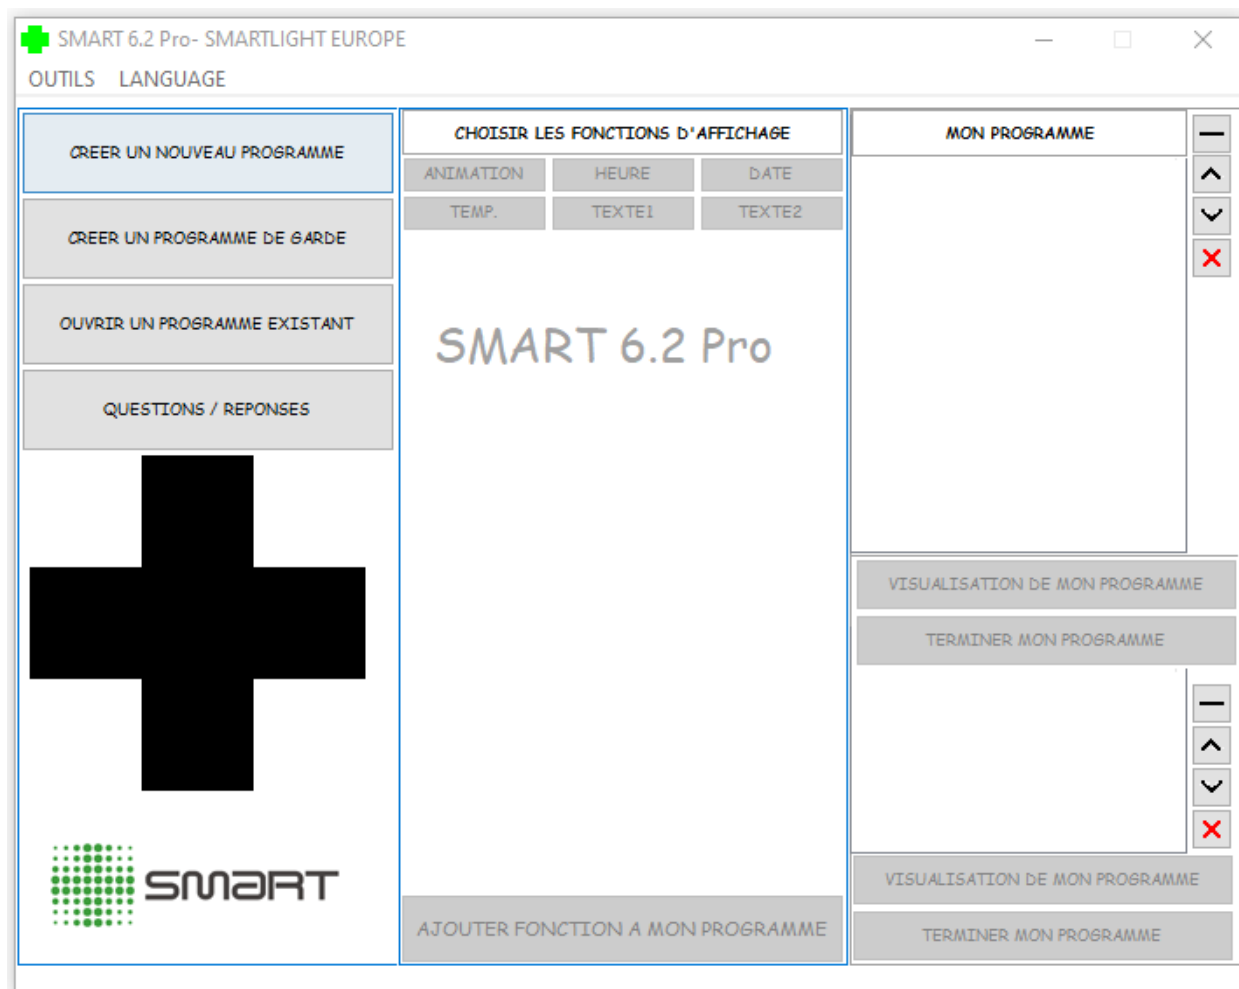 SMART 6.2 Pro- SMARTLIGHT EUROPE
OUTILS LANGUAGE
CREER UN NOUVEAU PROGRAMME
CREER UN PROGRAMME DE GARDE
OUVRIR UN PROGRAMME EXISTANT
QUESTIONS / REPONSES
SMART
CHOISIR LES FONCTIONS D'AFFICHAGE
ANIMATION HEURE DATE
TEMP. TEXTE1 TEXTE2
SMART 6.2 Pro
AJOUTER FONCTION A MON PROGRAMME
MON PROGRAMME
VISUALISATION DE MON PROGRAMME
TERMINER MON PROGRAMME
VISUALISATION DE MON PROGRAMME
TERMINER MON PROGRAMME